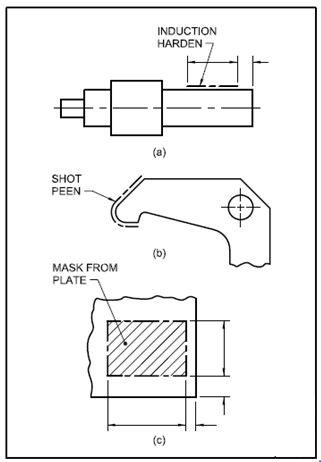 INDUCTION
HARDEN
(a)
SHOT
PEEN
(b)
MASK FROM
PLATE
(c)